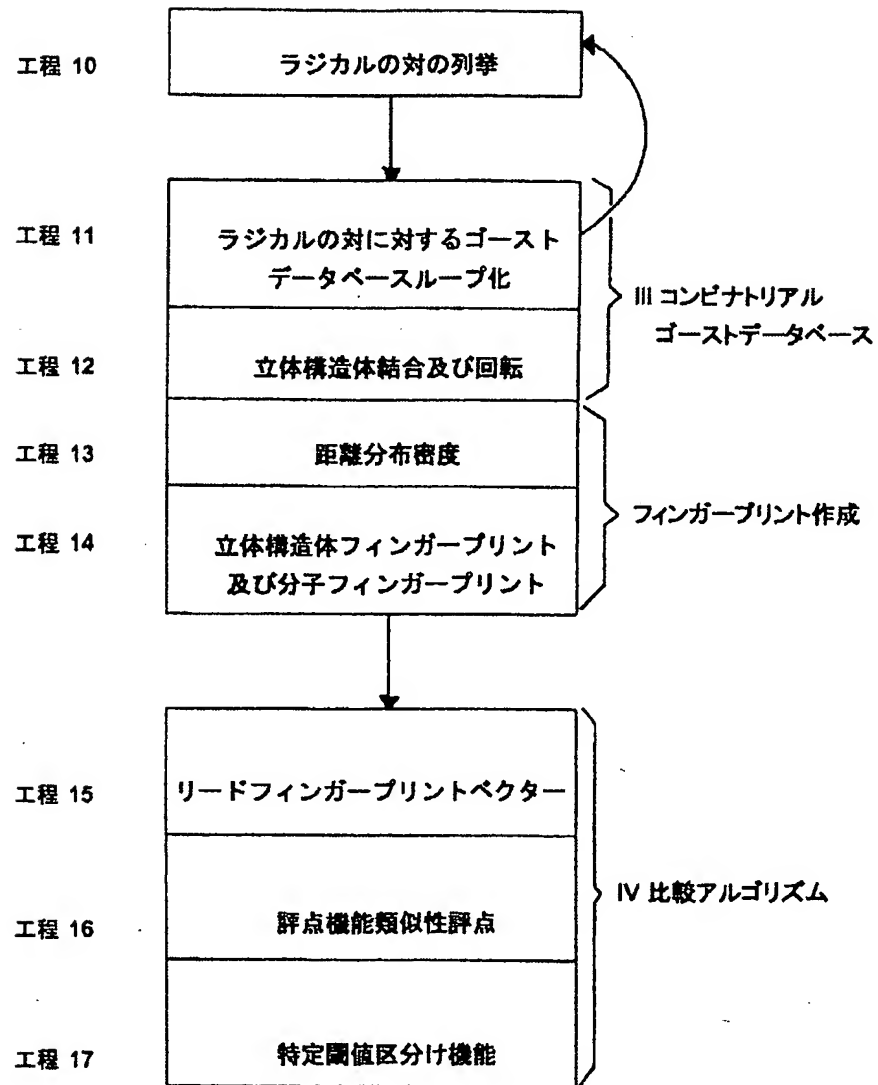 工程 10
ラジカルの対の列挙
工程 11
ラジカルの対に対するゴースト
データベースループ化
工程 12
立体構造体結合及び回転
III コンビナトリアル
ゴーストデータベース
工程 13
距離分布密度
工程 14
立体構造体フィンガープリント
及び分子フィンガープリント
フィンガープリント作成
工程 15
リードフィンガープリントベクター
工程 16
評点機能類似性評点
IV 比較アルゴリズム
工程 17
特定閾値区分け機能